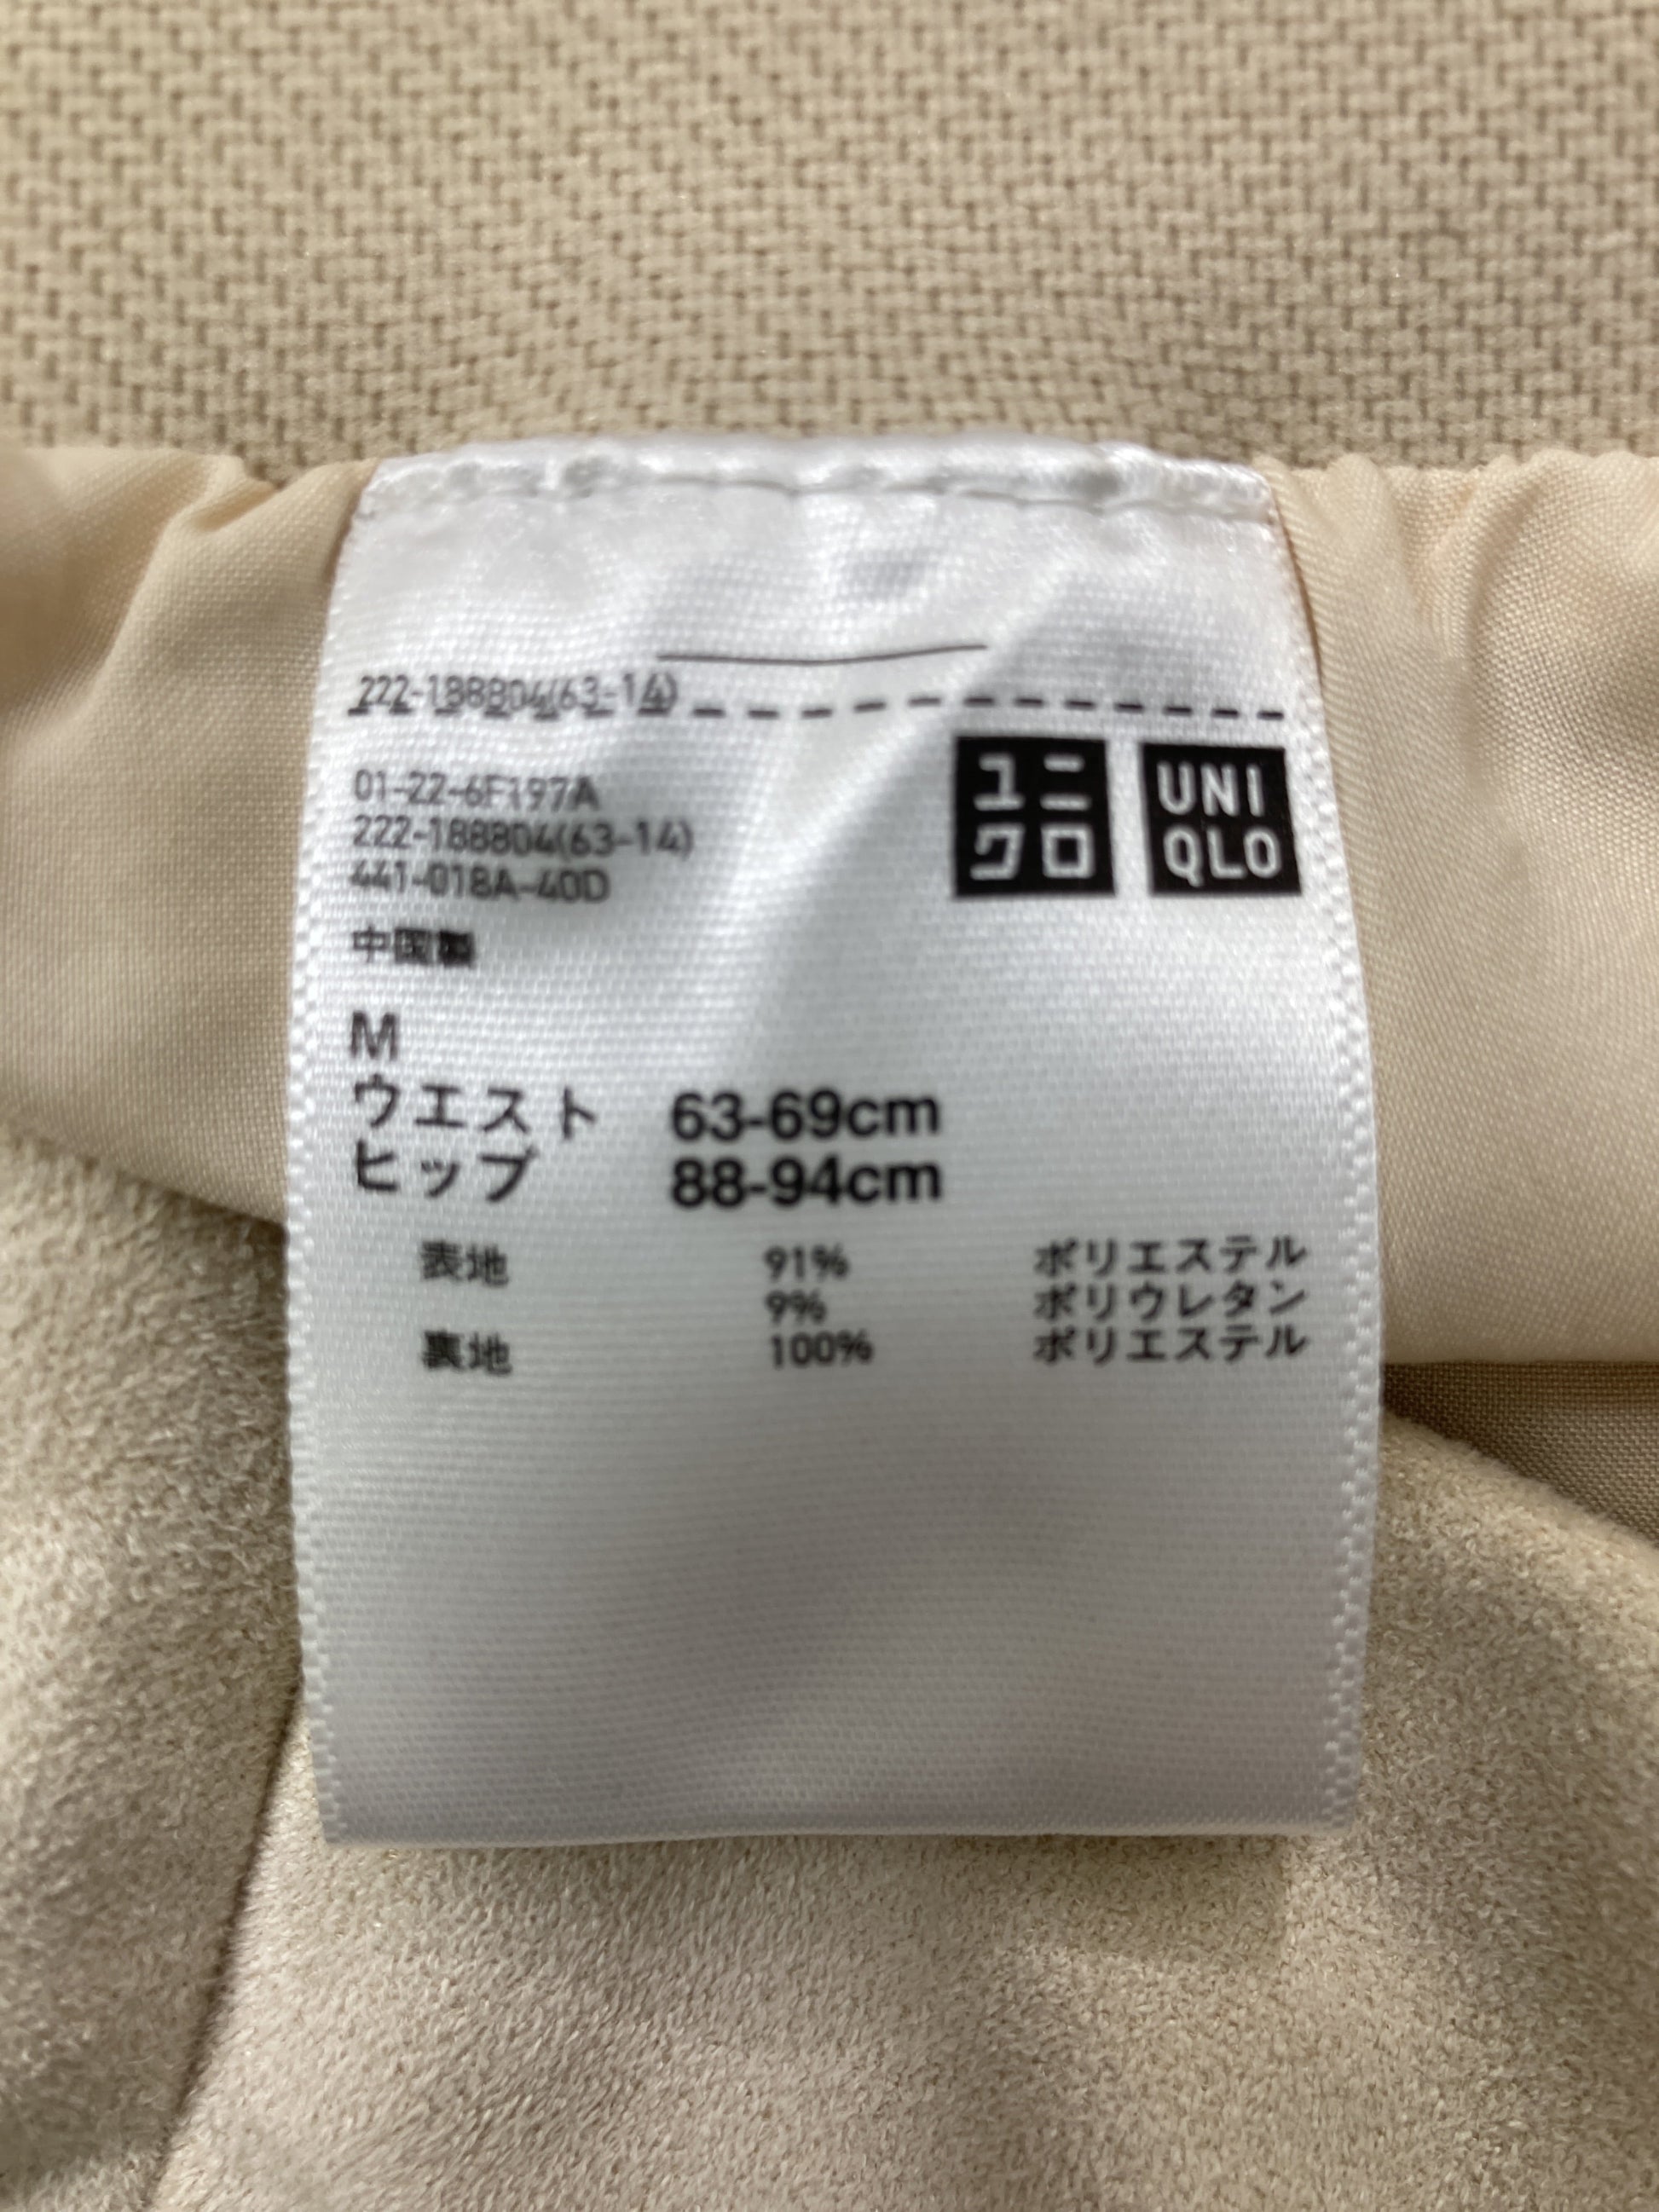 222-188804(63-14)
ユニ
クロ
UNI
QLO
01-22-6F197A
222-188804(63-14)
441-018A-40D
中国製
M
ウエスト 63-69cm
ヒップ 88-94cm
表地 91% ポリエステル
9% ポリウレタン
裏地 100% ポリエステル